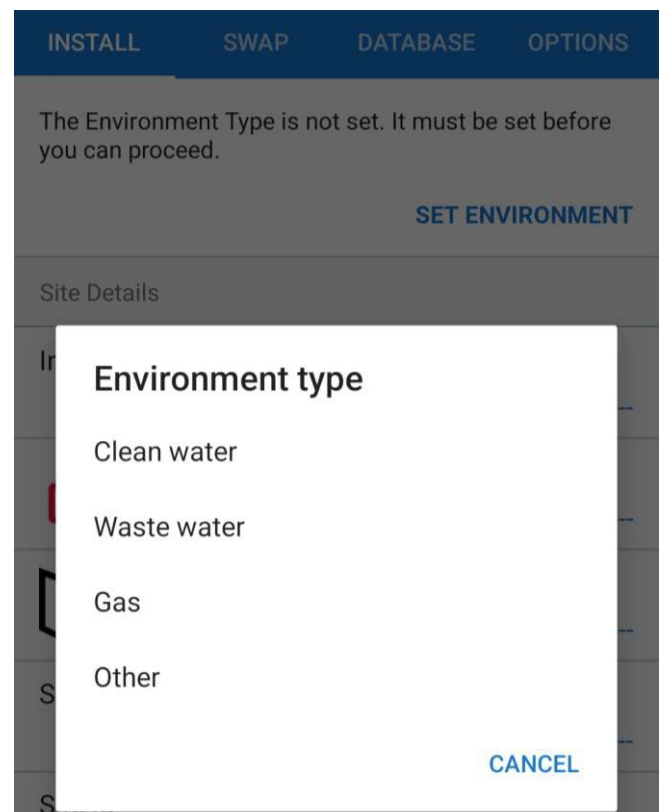 INSTALL SWAP DATABASE OPTIONS
The Environment Type is not set. It must be set before
you can proceed.
SET ENVIRONMENT
Site Details
Environment type
Clean water
Waste water
Gas
Other
CANCEL